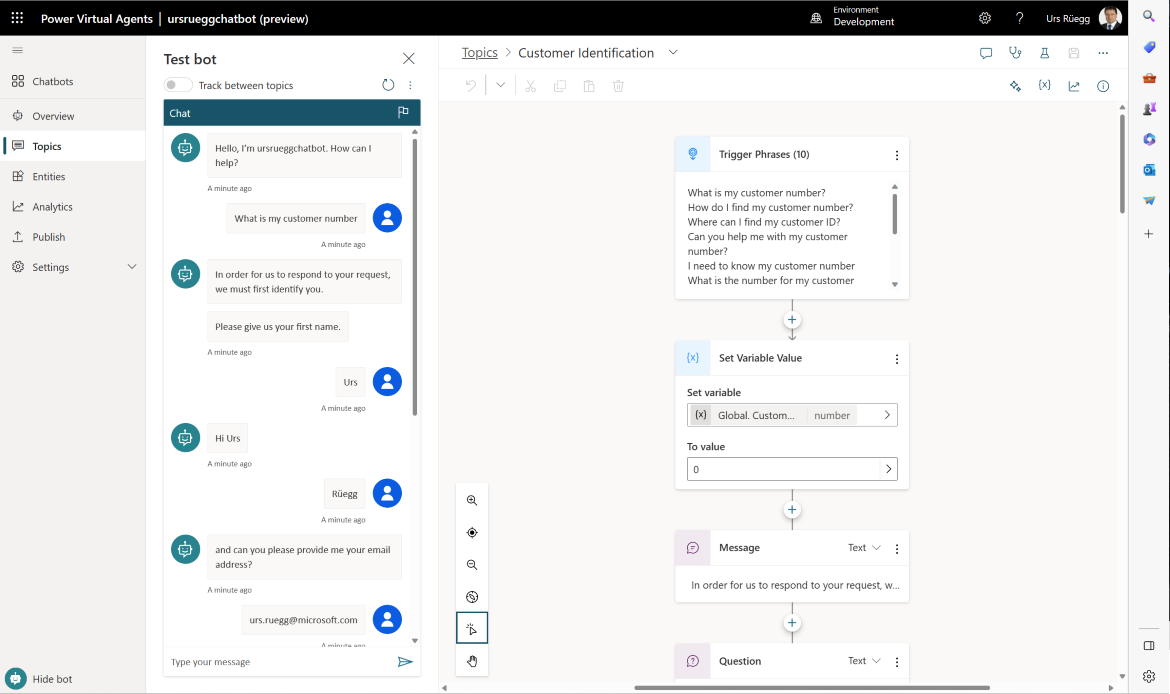 Power Virtual Agents | ursrueggchatbot (preview)
Environment
Development
?
Urs Rüegg
Chatbots
Overview
Topics
Entities
Analytics
Publish
Settings
Hide bot
Test bot
Track between topics
Chat
Hello, I'm ursrueggchatbot. How can I
help?
A minute ago
What is my customer number
A minute ago
In order for us to respond to your request,
we must first identify you.
Please give us your first name.
A minute ago
Urs
A minute ago
Hi Urs
A minute ago
Rüegg
A minute ago
and can you please provide me your email
address?
A minute ago
urs.ruegg@microsoft.com
A minute ago
Type your message
Topics > Customer Identification
{x}
Trigger Phrases (10)
What is my customer number?
How do I find my customer number?
Where can I find my customer ID?
Can you help me with my customer
number?
I need to know my customer number
What is the number for my customer
{x} Set Variable Value
Set variable
{x} Global. Custom... number
To value
0
Message Text
In order for us to respond to your request, w...
Question Text